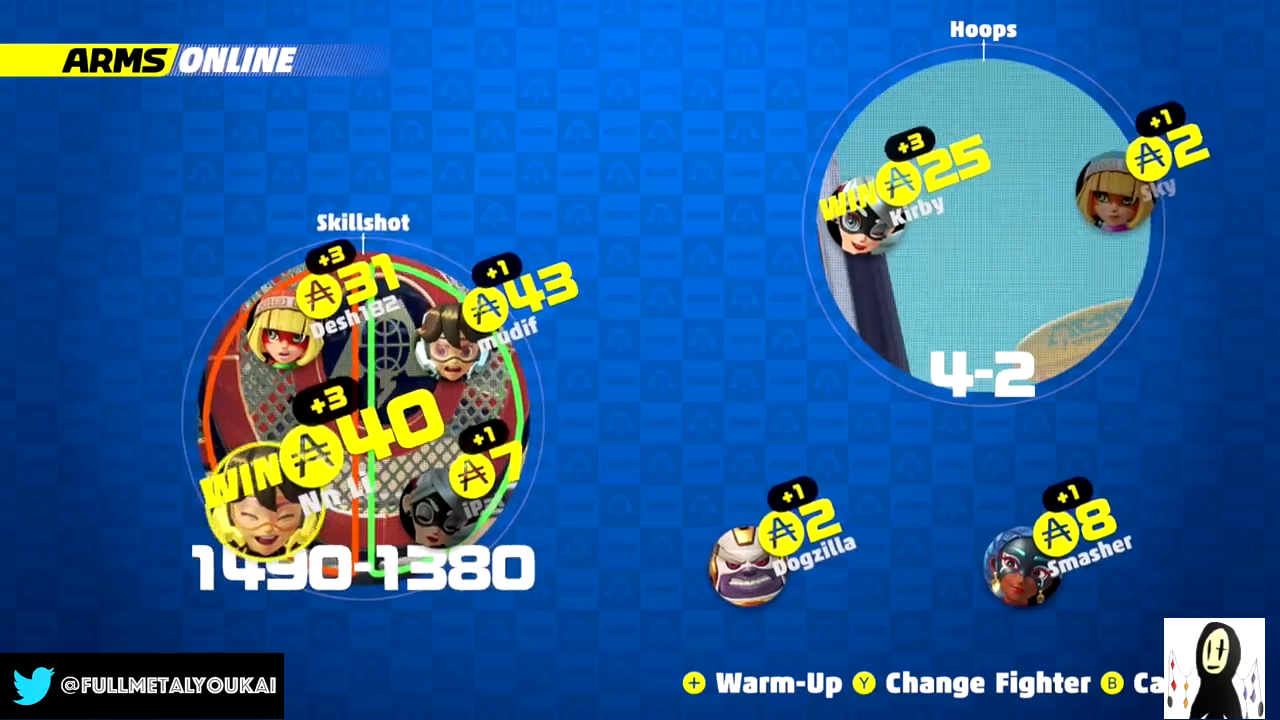 ARMS ONLINE
Hoops
+3
WIN 25
Kirby
+1
2
Sky
4-2
Skillshot
+3
31
Desh182
+1
43
mudif
+3
WIN 40
+1
7
1490-1380
+1
2
Dogzilla
+1
8
Smasher
@FULLMETALYOUKAI
+ Warm-Up Y Change Fighter B